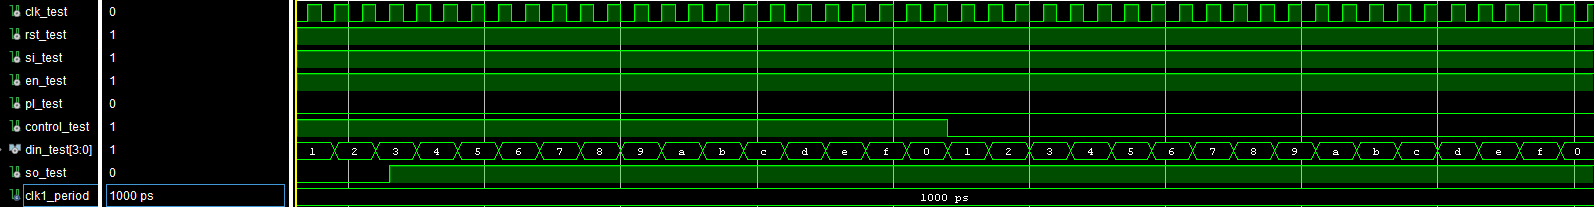 clk_test 0
rst_test 1
si_test 1
en_test 1
pl_test 0
control_test 1
din_test[3:0] 1 1 2 3 4 5 6 7 8 9 a b c d e f 0 1 2 3 4 5 6 7 8 9 a b c d e f 0
so_test 0
clk1_period 1000 ps 1000 ps